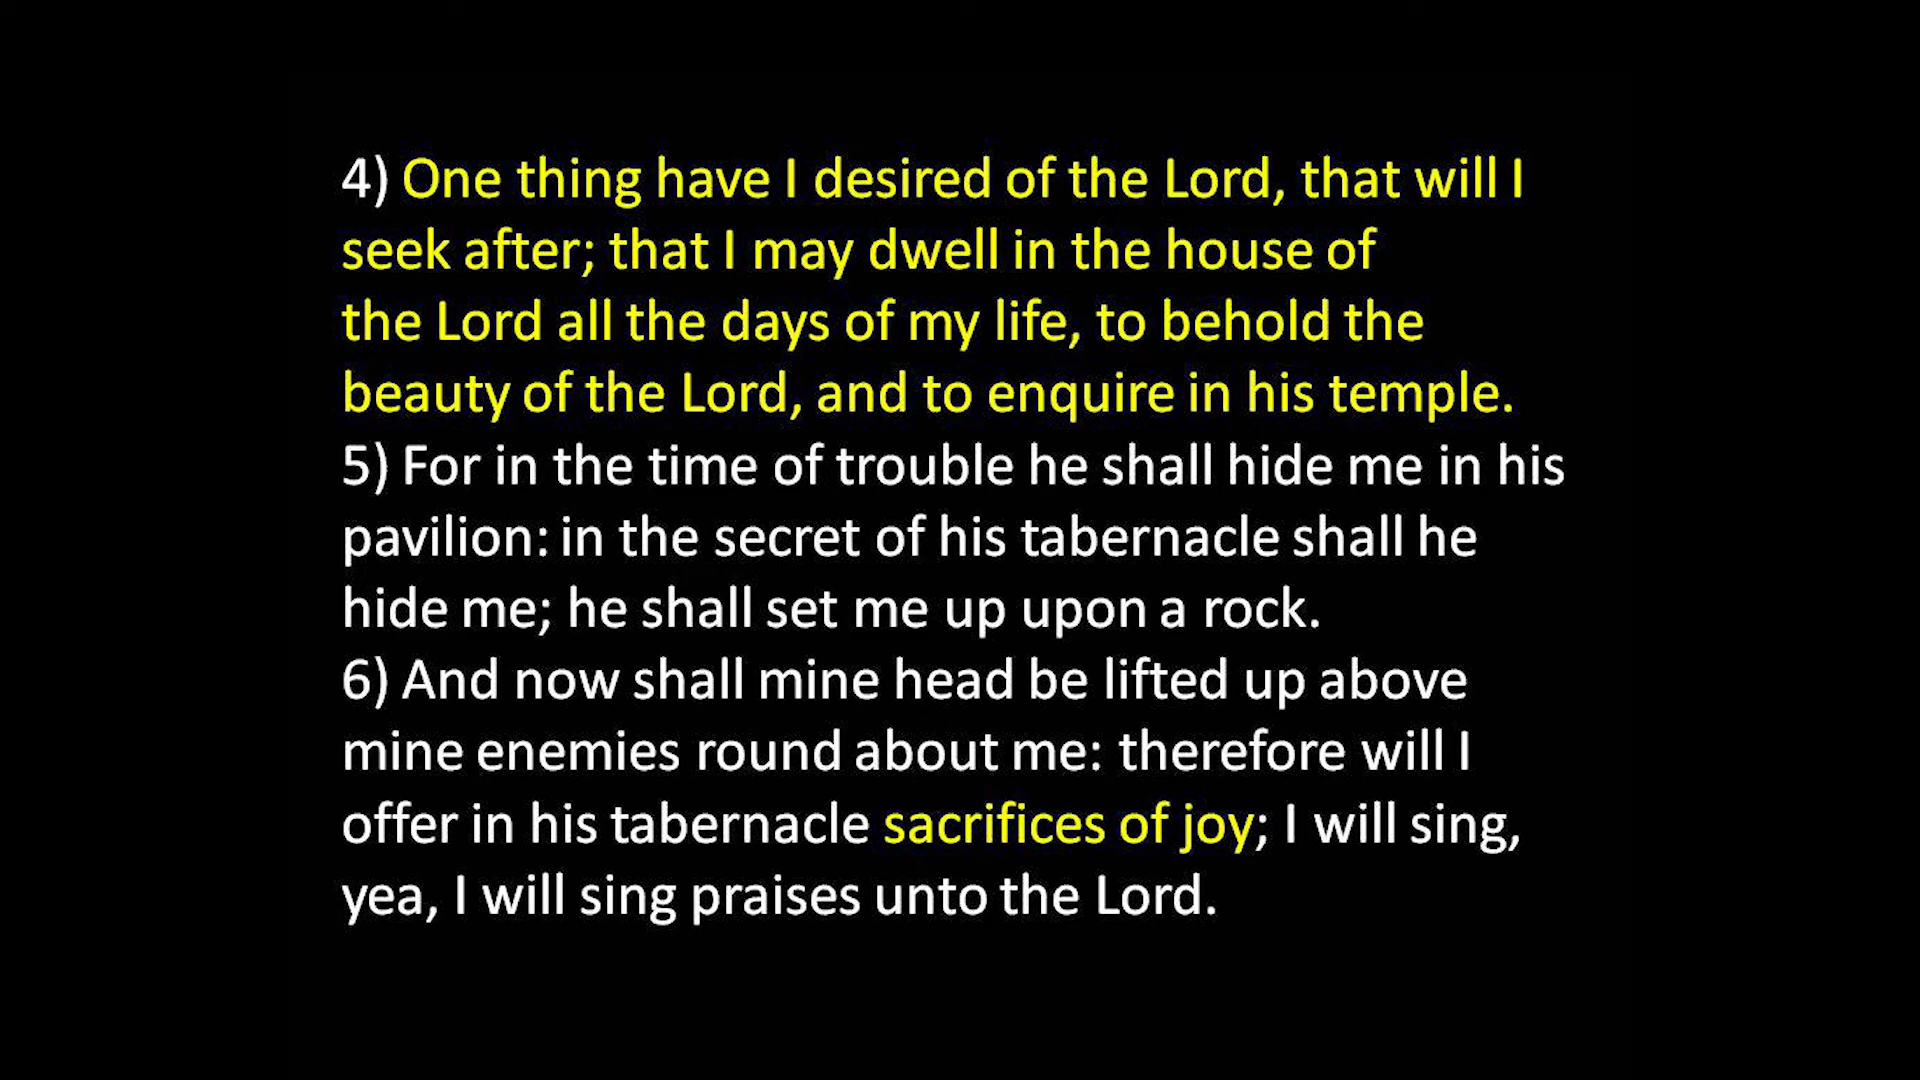 4) One thing have I desired of the Lord, that will I
seek after; that I may dwell in the house of
the Lord all the days of my life, to behold the
beauty of the Lord, and to enquire in his temple.
5) For in the time of trouble he shall hide me in his
pavilion: in the secret of his tabernacle shall he
hide me; he shall set me up upon a rock.
6) And now shall mine head be lifted up above
mine enemies round about me: therefore will I
offer in his tabernacle sacrifices of joy; I will sing,
yea, I will sing praises unto the Lord.